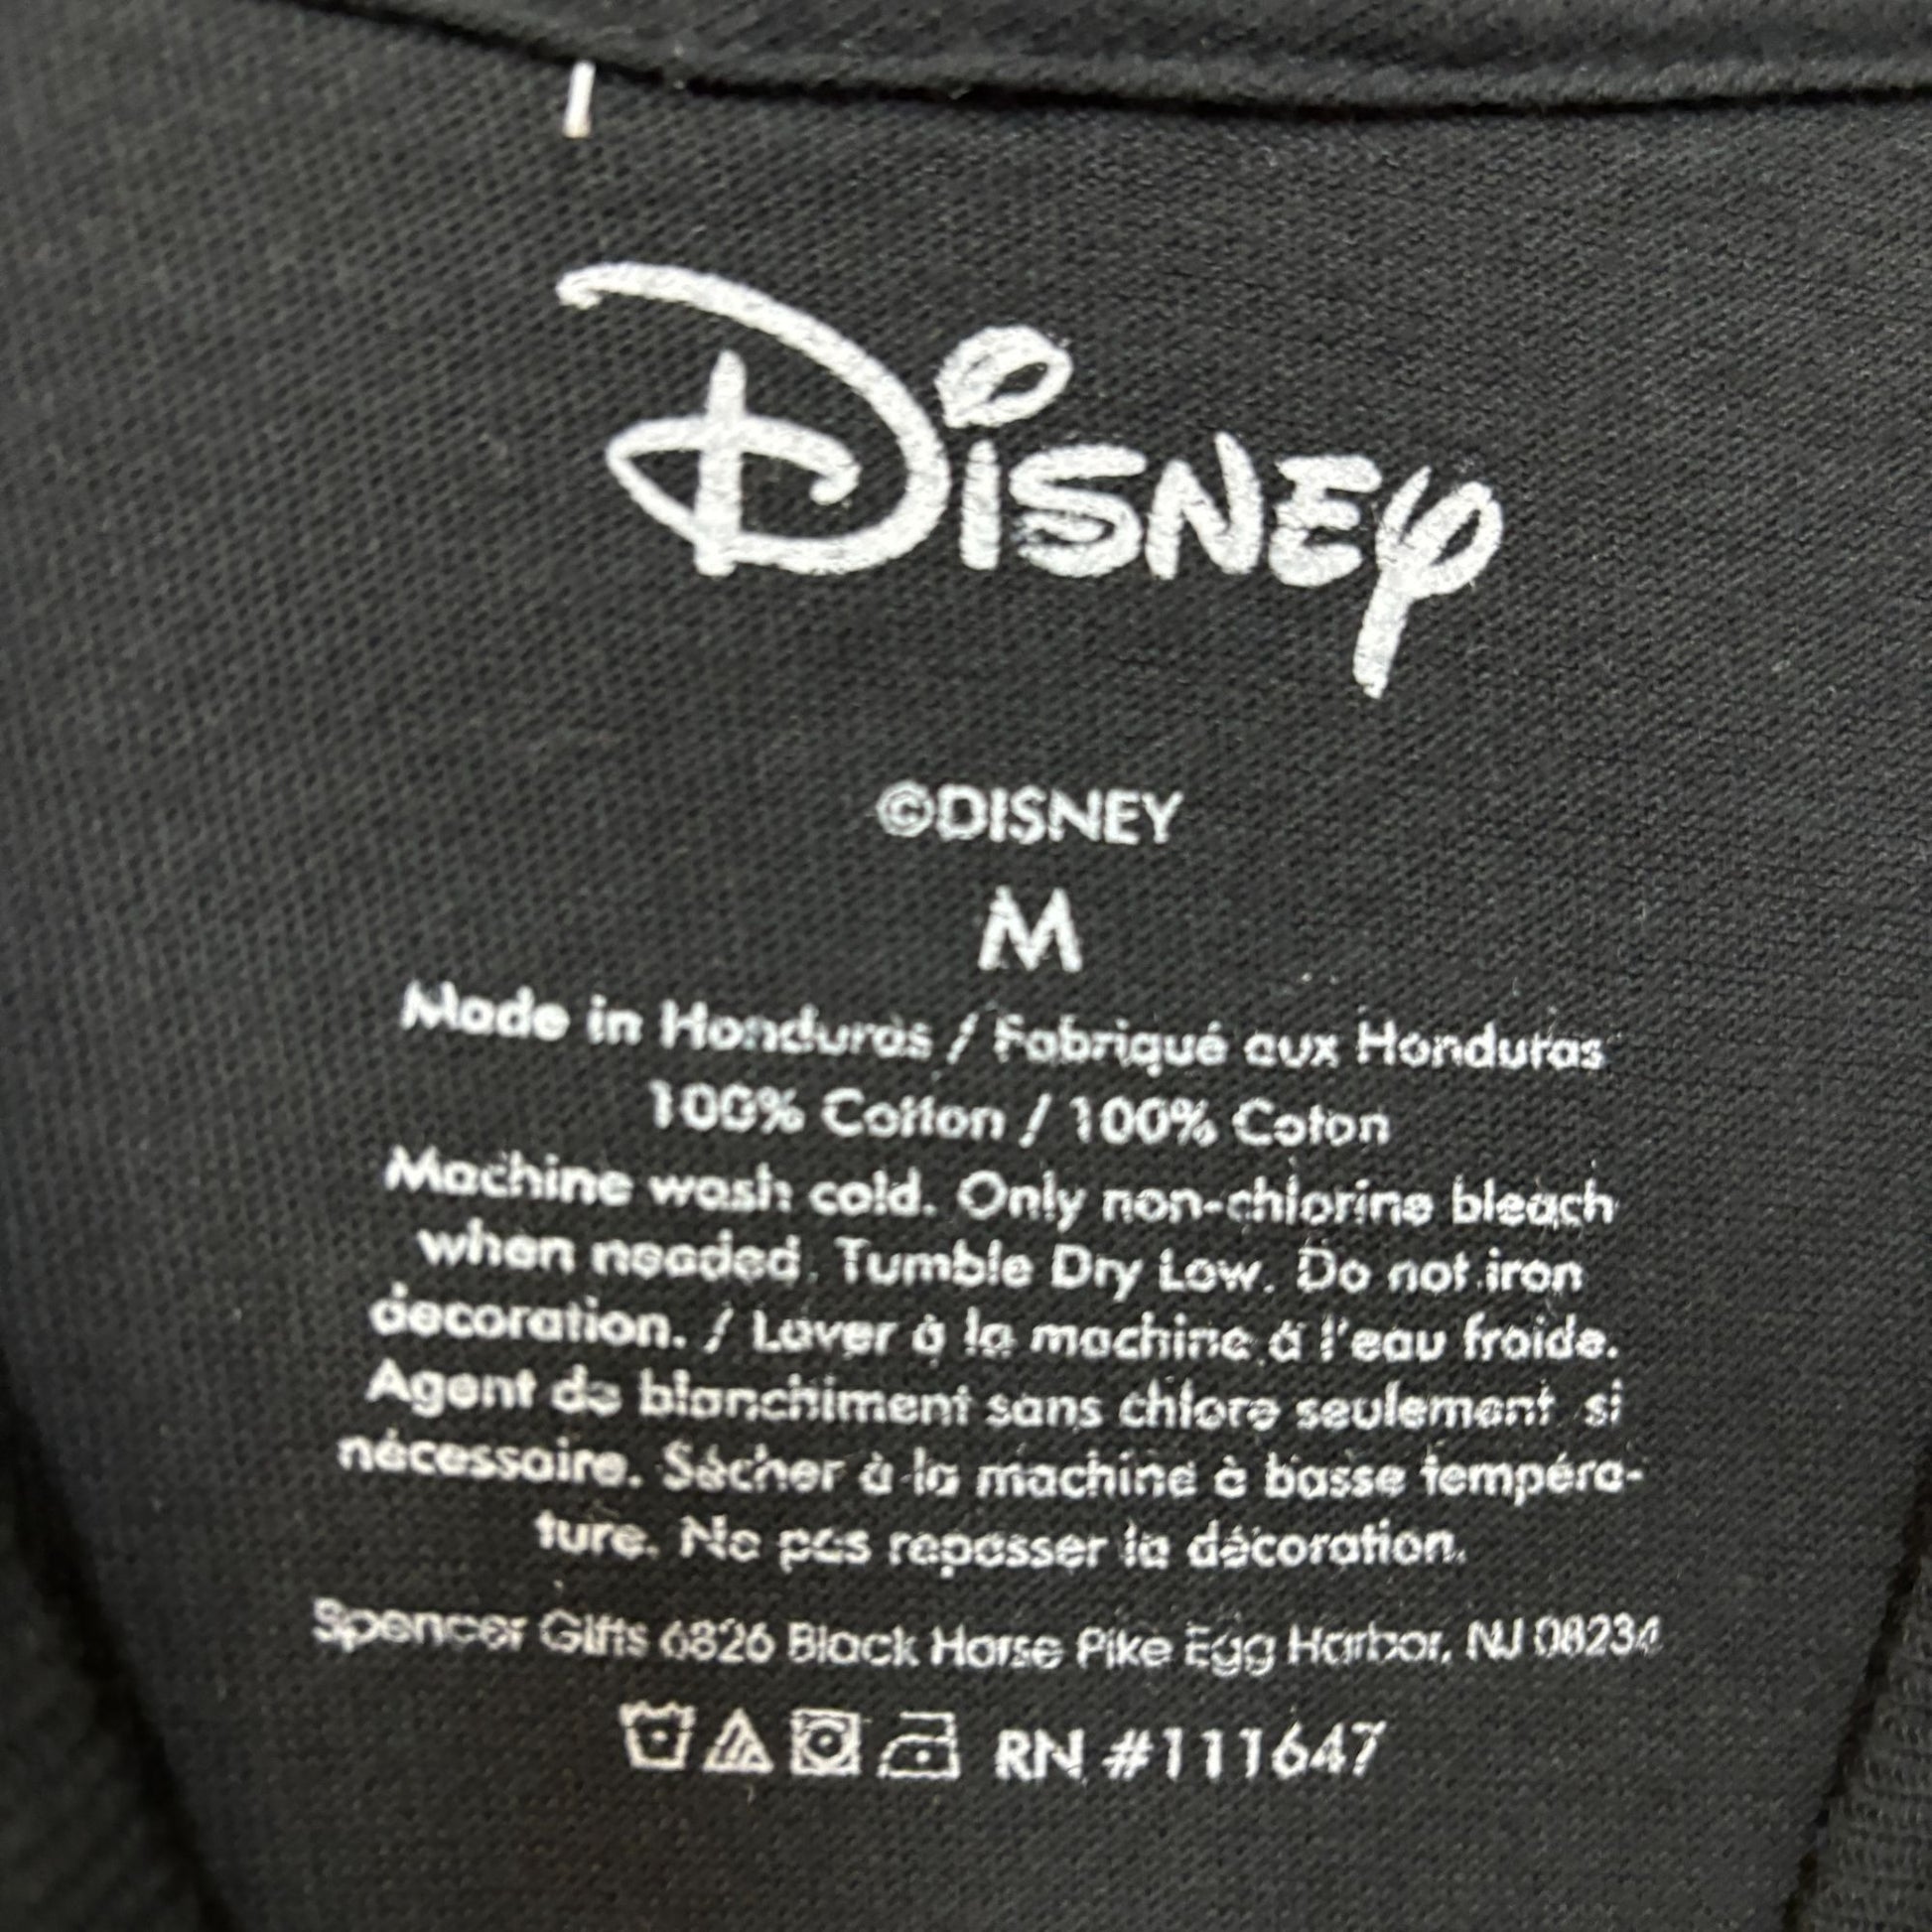 Disney
©DISNEY
M
Made in Honduras / Fabriqué aux Honduras
100% Cotton / 100% Coton
Machine wash cold. Only non-chlorine bleach
when needed. Tumble Dry Low. Do not iron
decoration. / Laver à la machine à l'eau froide.
Agent de blanchiment sans chlore seulement si
nécessaire. Sécher à la machine à basse tempéra-
ture. Ne pas repasser la décoration.
Spencer Gifts 6826 Black Horse Pike Egg Harbor, NJ 08234
RN #111647